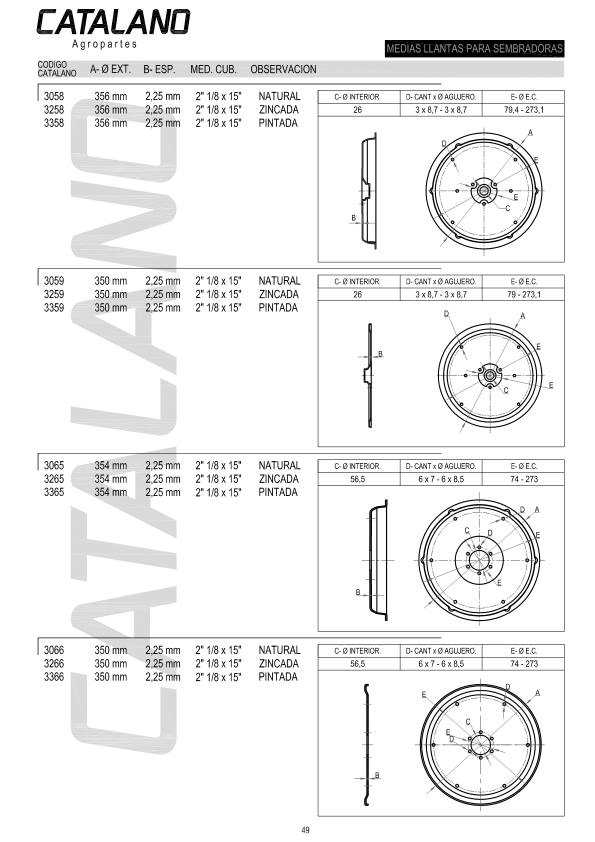 CATALANO
Agropartes
MEDIAS LLANTAS PARA SEMBRADORAS
CODIGO CATALANO A- Ø EXT. B- ESP. MED. CUB. OBSERVACION
3058 356 mm 2,25 mm 2" 1/8 x 15" NATURAL
3258 356 mm 2,25 mm 2" 1/8 x 15" ZINCADA
3358 356 mm 2,25 mm 2" 1/8 x 15" PINTADA
C- Ø INTERIOR. D- CANT x Ø AGUJERO. E- Ø E.C.
26 3 x 8,7 - 3 x 8,7 79,4 - 273,1
A
D
E
E
C
B
3059 350 mm 2,25 mm 2" 1/8 x 15" NATURAL
3259 350 mm 2,25 mm 2" 1/8 x 15" ZINCADA
3359 350 mm 2,25 mm 2" 1/8 x 15" PINTADA
C- Ø INTERIOR. D- CANT x Ø AGUJERO. E- Ø E.C.
26 3 x 8,7 - 3 x 8,7 79 - 273,1
D
A
E
B
E
C
3065 354 mm 2,25 mm 2" 1/8 x 15" NATURAL
3265 354 mm 2,25 mm 2" 1/8 x 15" ZINCADA
3365 354 mm 2,25 mm 2" 1/8 x 15" PINTADA
C- Ø INTERIOR. D- CANT x Ø AGUJERO. E- Ø E.C.
56,5 6 x 7 - 6 x 8,5 74 - 273
D A
C D E
E
B
3066 350 mm 2,25 mm 2" 1/8 x 15" NATURAL
3266 350 mm 2,25 mm 2" 1/8 x 15" ZINCADA
3366 350 mm 2,25 mm 2" 1/8 x 15" PINTADA
C- Ø INTERIOR. D- CANT x Ø AGUJERO. E- Ø E.C.
56,5 6 x 7 - 6 x 8,5 74 - 273
E D A
C
E
D
B
CATALANO
49